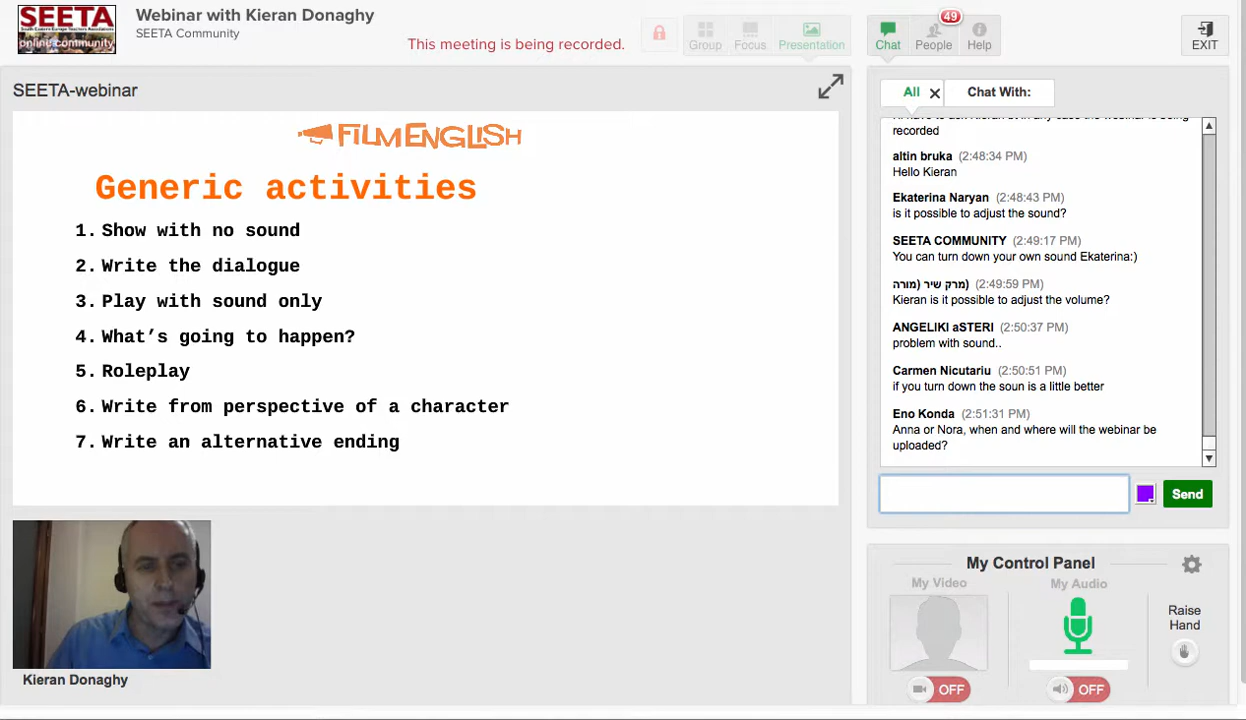 SEETA
online community
Webinar with Kieran Donaghy
SEETA Community
This meeting is being recorded.
Group
Focus
Presentation
Chat
49
People
Help
EXIT
SEETA-webinar
FILMENGLISH
Generic activities
1. Show with no sound
2. Write the dialogue
3. Play with sound only
4. What’s going to happen?
5. Roleplay
6. Write from perspective of a character
7. Write an alternative ending
Kieran Donaghy
All
Chat With:
recorded
altin bruka (2:48:34 PM)
Hello Kieran
Ekaterina Naryan (2:48:43 PM)
is it possible to adjust the sound?
SEETA COMMUNITY (2:49:17 PM)
You can turn down your own sound Ekaterina:)
מרק שיר (מורה) (2:49:59 PM)
Kieran is it possible to adjust the volume?
ANGELIKI aSTERI (2:50:37 PM)
problem with sound..
Carmen Nicutariu (2:50:51 PM)
if you turn down the soun is a little better
Eno Konda (2:51:31 PM)
Anna or Nora, when and where will the webinar be
uploaded?
Send
My Control Panel
My Video
My Audio
Raise
Hand
OFF
OFF